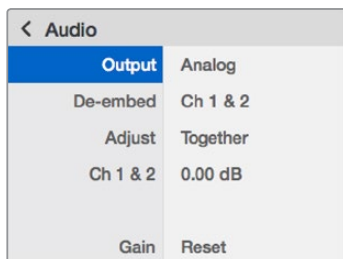 < Audio
Output Analog
De-embed Ch 1 & 2
Adjust Together
Ch 1 & 2 0.00 dB
Gain Reset